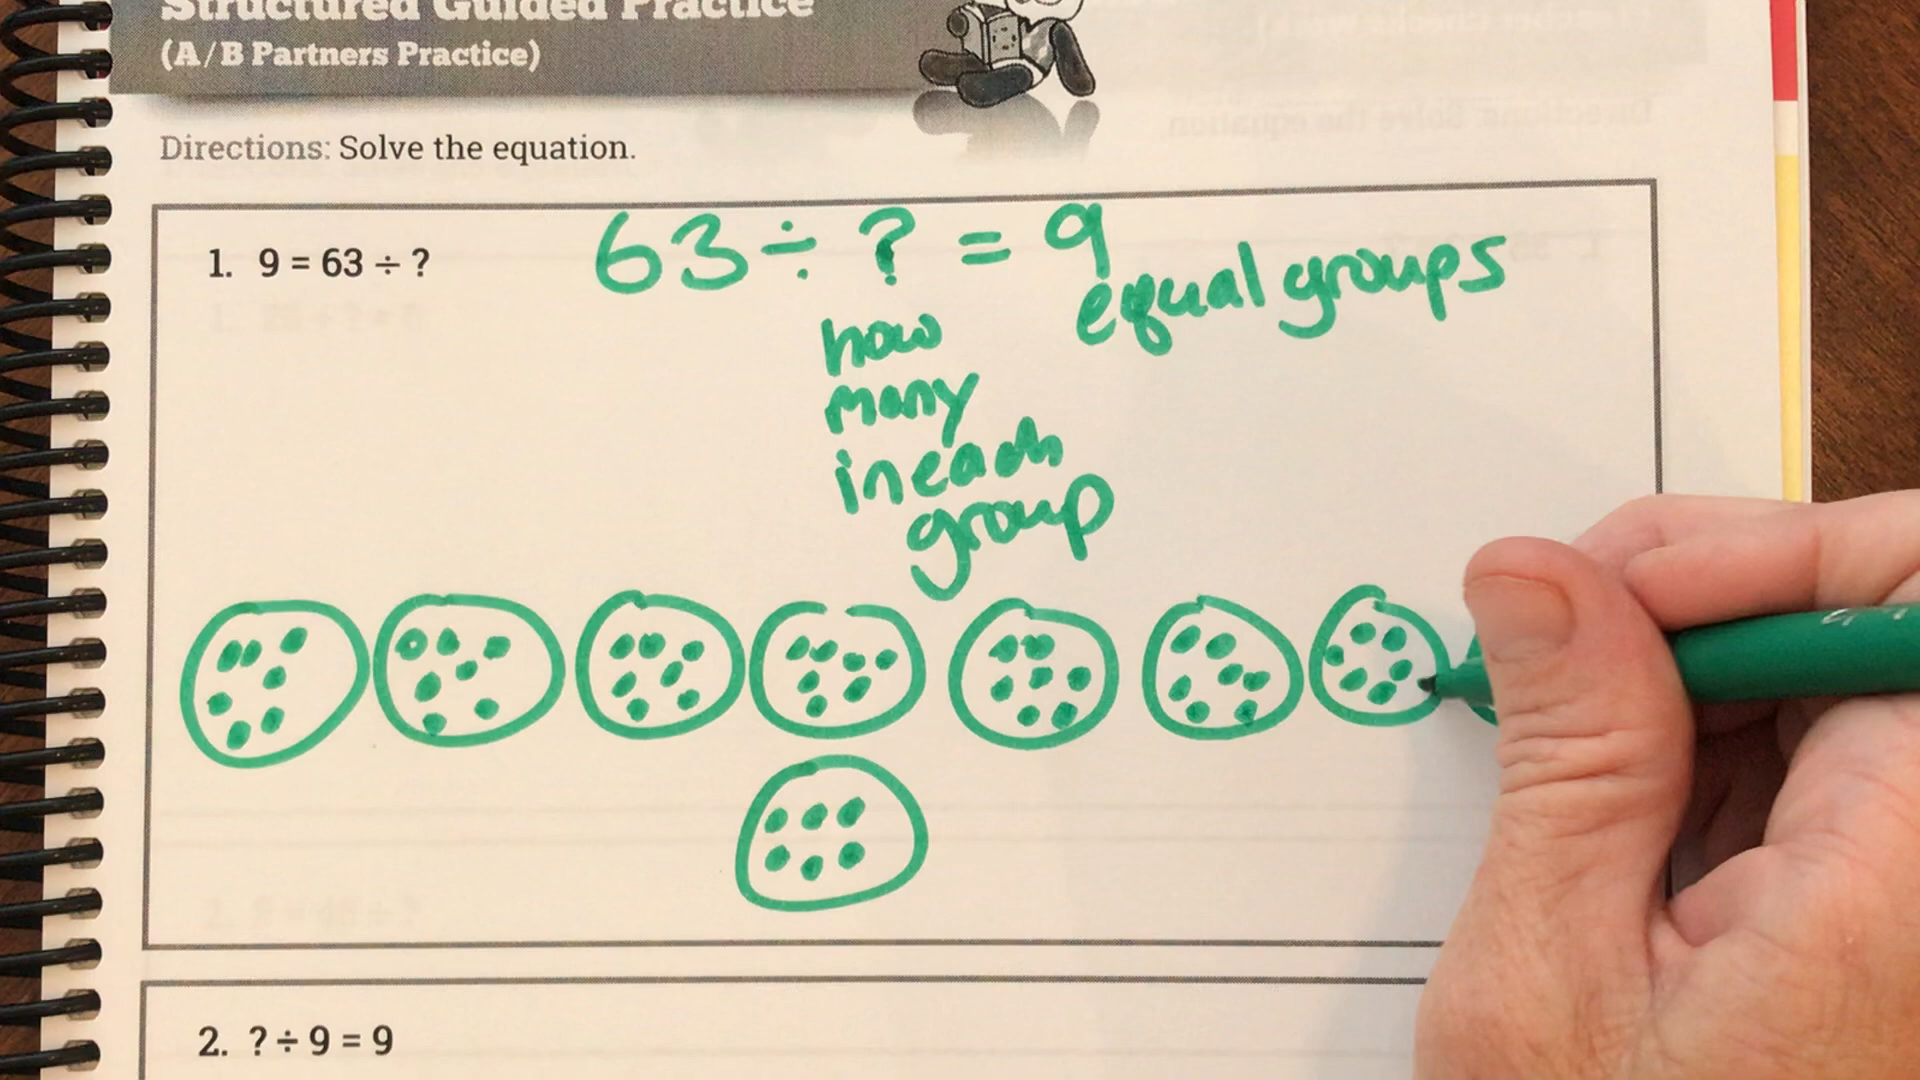 Structured Guided Practice
(A/B Partners Practice)
Directions: Solve the equation.
1. 9 = 63 ÷ ?
63 ÷ ? = 9
equal groups
how
many
in each
group
2. ? ÷ 9 = 9